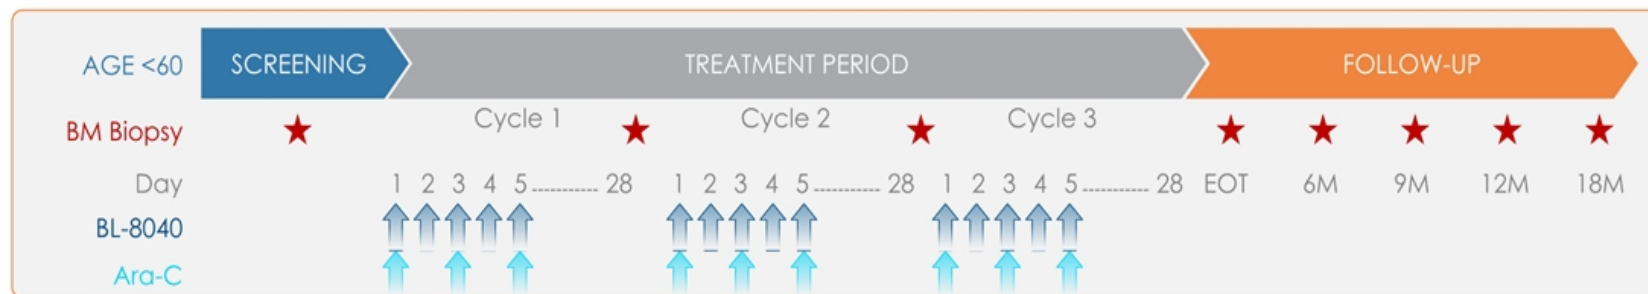 AGE <60 SCREENING TREATMENT PERIOD FOLLOW-UP
BM Biopsy Cycle 1 Cycle 2 Cycle 3
Day 1 2 3 4 5 ........... 28 1 2 3 4 5 ........... 28 1 2 3 4 5 ........... 28 EOT 6M 9M 12M 18M
BL-8040
Ara-C